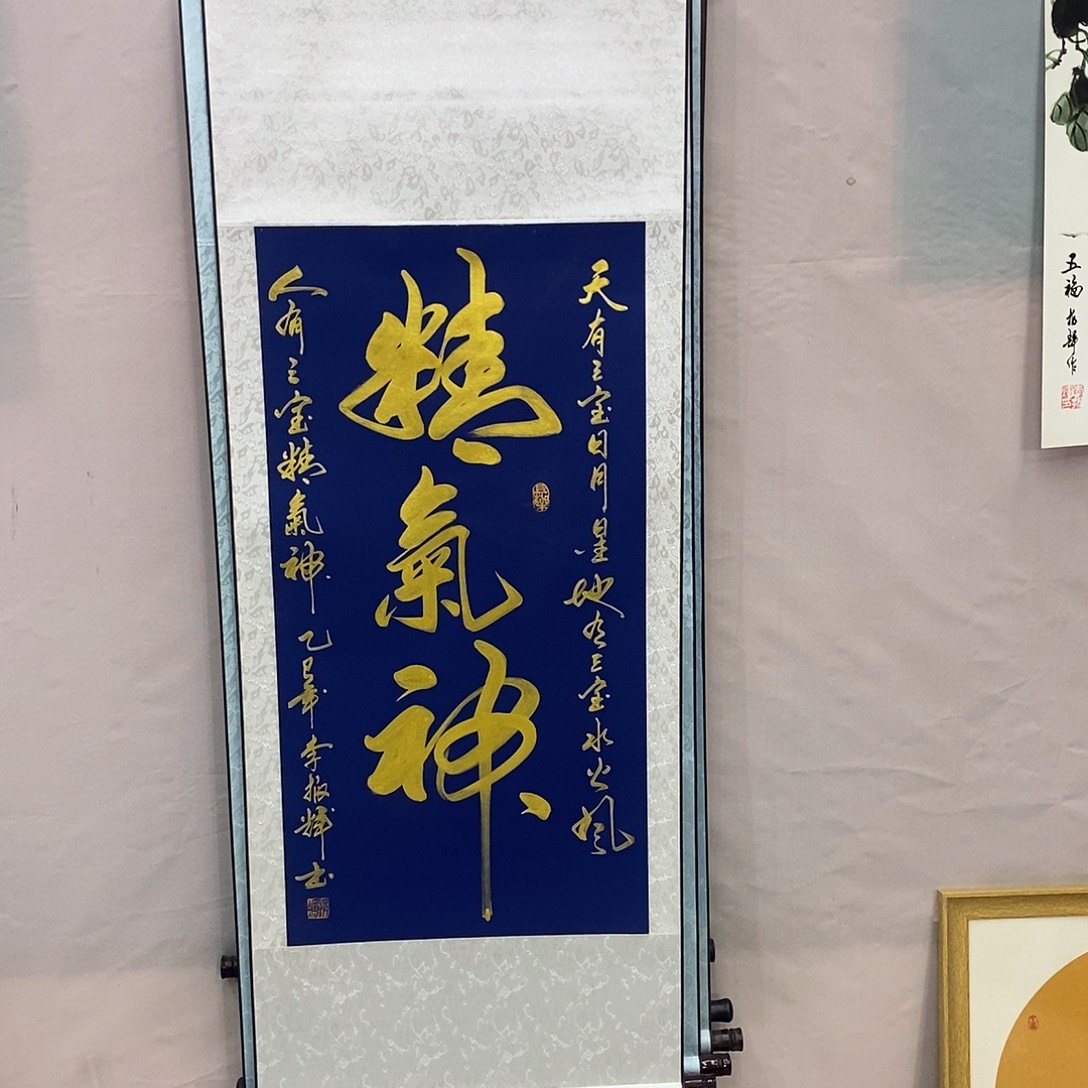 天有三宝日月星地有三宝水火风
精氣神
人有三宝精氣神 乙巳年 李振辉书
五福
作